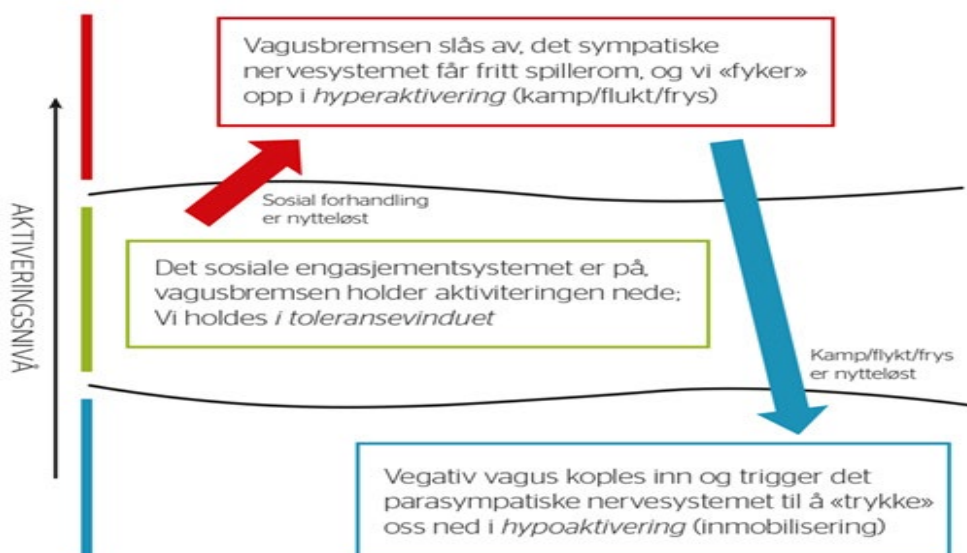 Vagusbremsen slås av, det sympatiske
nervesystemet får fritt spillerom, og vi «fyker»
opp i hyperaktivering (kamp/flukt/frys)
AKTIVERINGSNIVÅ
Sosial forhandling
er nytteløst
Det sosiale engasjementsystemet er på,
vagusbremsen holder aktiviteringen nede;
Vi holdes i toleransevinduet
Kamp/flykt/frys
er nytteløst
Vegativ vagus koples inn og trigger det
parasympatiske nervesystemet til å «trykke»
oss ned i hypoaktivering (inmobilisering)